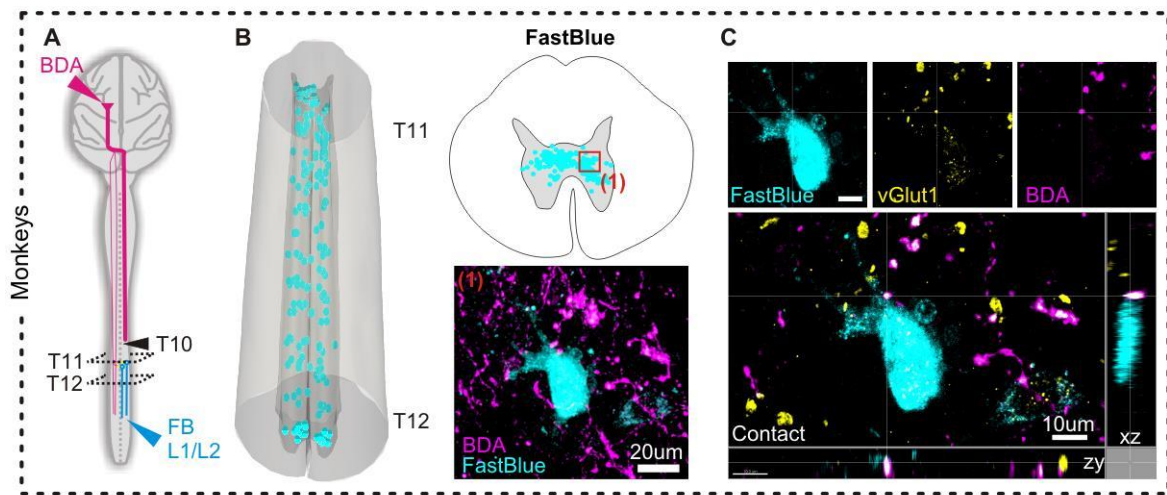 Monkeys
A
BDA
T10
T11
T12
FB
L1/L2
B
T11
T12
FastBlue
(1)
(1)
BDA
FastBlue
20um
C
FastBlue
vGlut1
BDA
Contact
10um
xz
zy